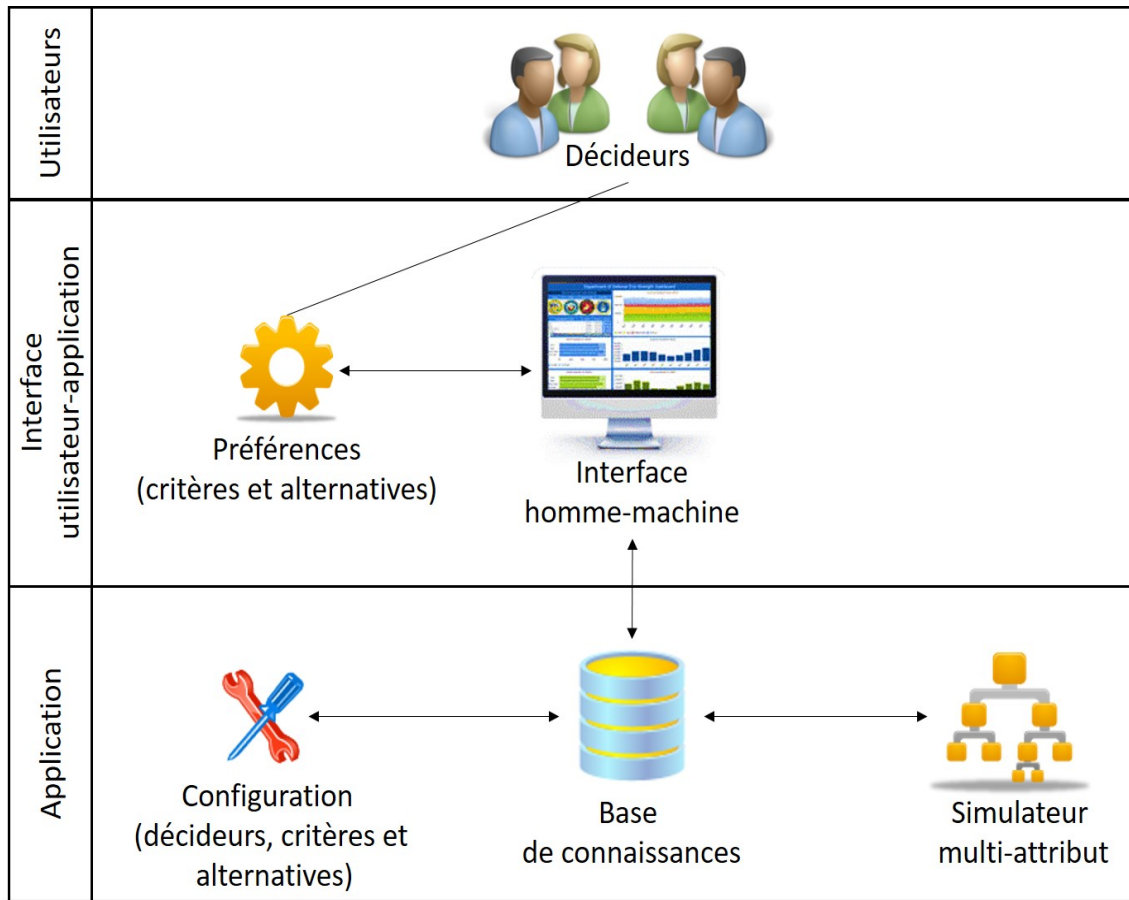 Utilisateurs
Décideurs
Interface
utilisateur-application
Préférences
(critères et alternatives)
Interface
homme-machine
Application
Configuration
(décideurs, critères et
alternatives)
Base
de connaissances
Simulateur
multi-attribut